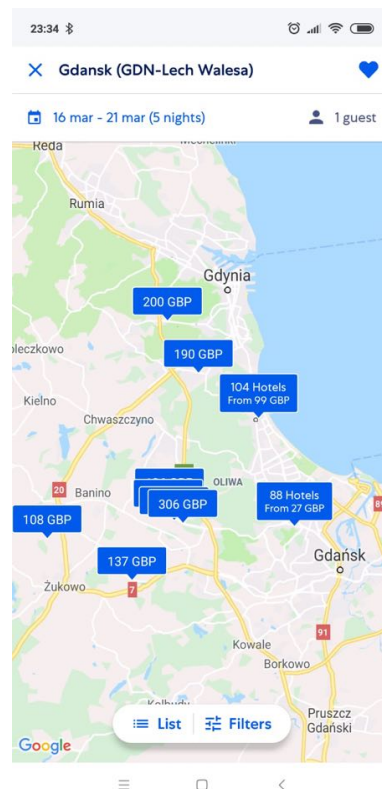 23:34
Gdansk (GDN-Lech Walesa)
16 mar - 21 mar (5 nights)
1 guest
Reda
Rumia
Gdynia
200 GBP
190 GBP
104 Hotels
From 99 GBP
Kielno
Chwaszczyno
OLIWA
20
Banino
306 GBP
88 Hotels
From 27 GBP
108 GBP
137 GBP
Gdańsk
Żukowo
7
91
Kowale
Borkowo
List
Filters
Pruszcz
Gdański
Google